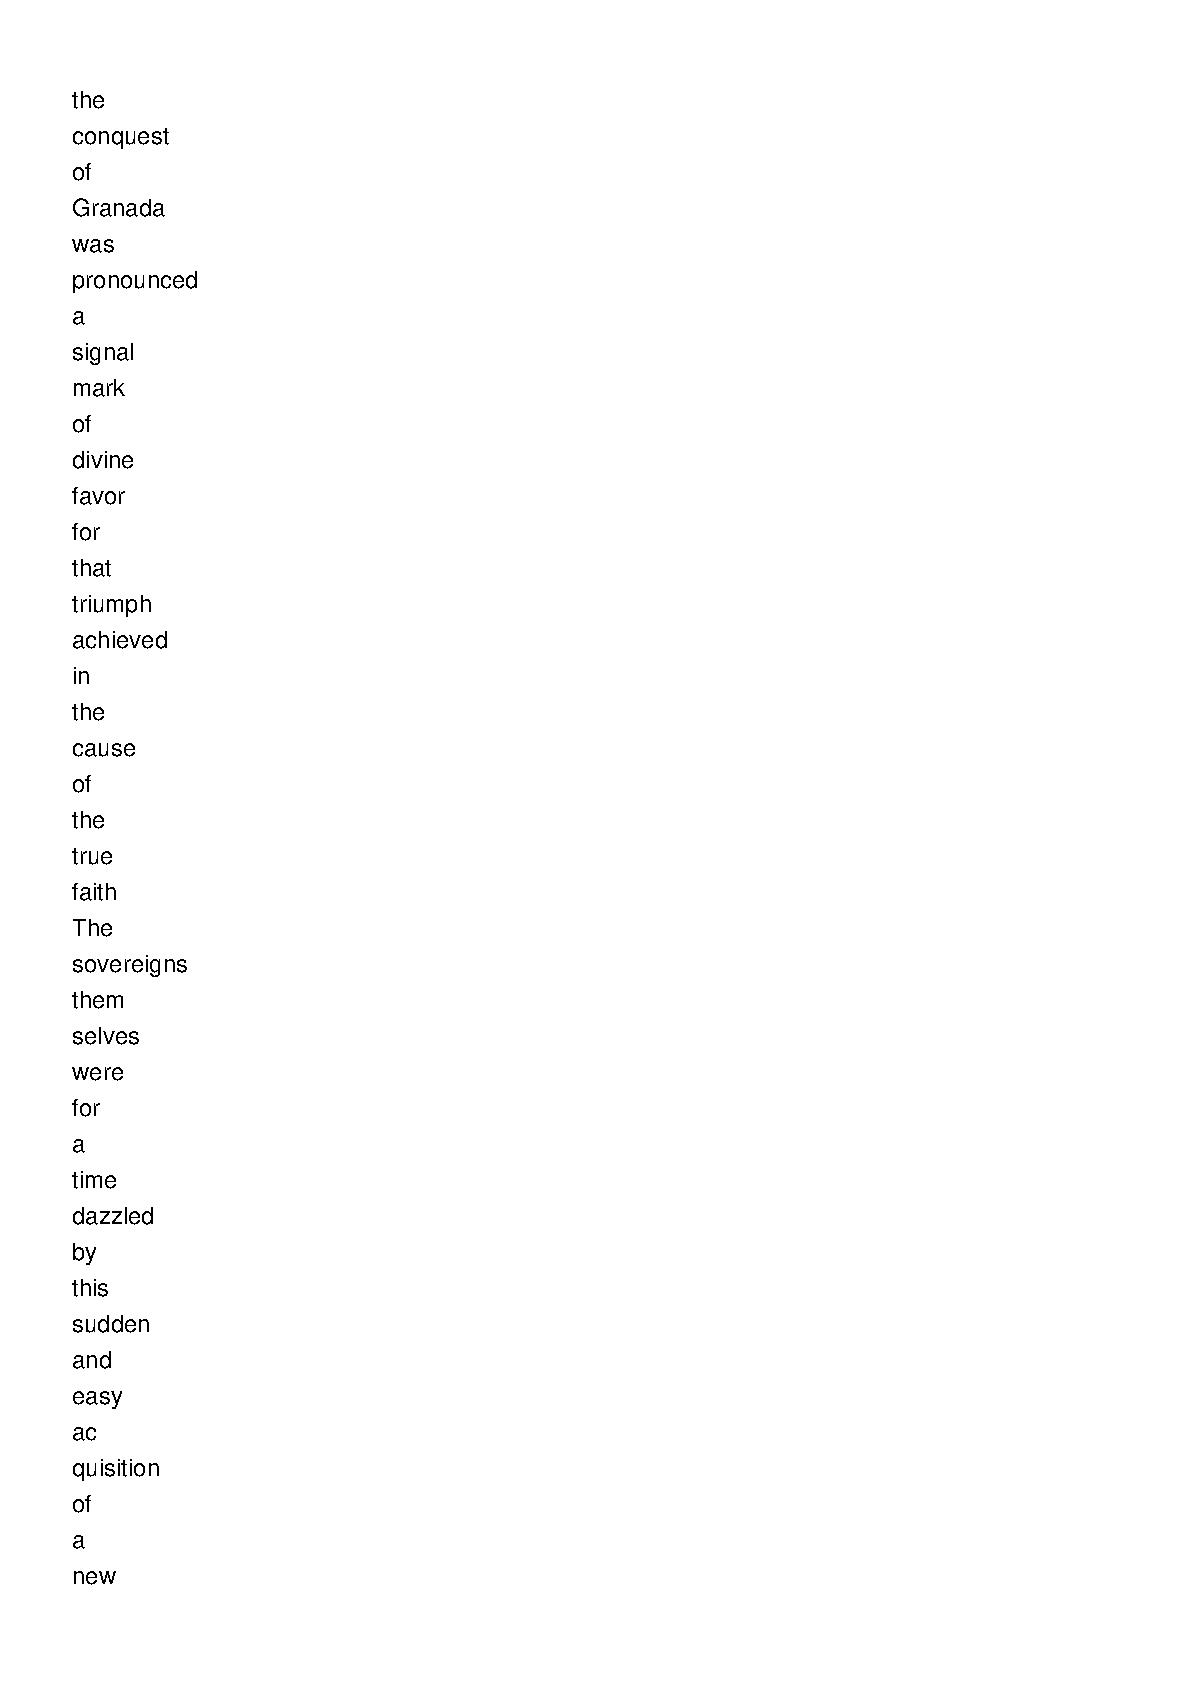 the
conquest
of
Granada
was
pronounced
a
signal
mark
of
divine
favor
for
that
triumph
achieved
in
the
cause
of
the
true
faith
The
sovereigns
them
selves
were
for
a
time
dazzled
by
this
sudden
and
easy
ac
quisition
of
a
new